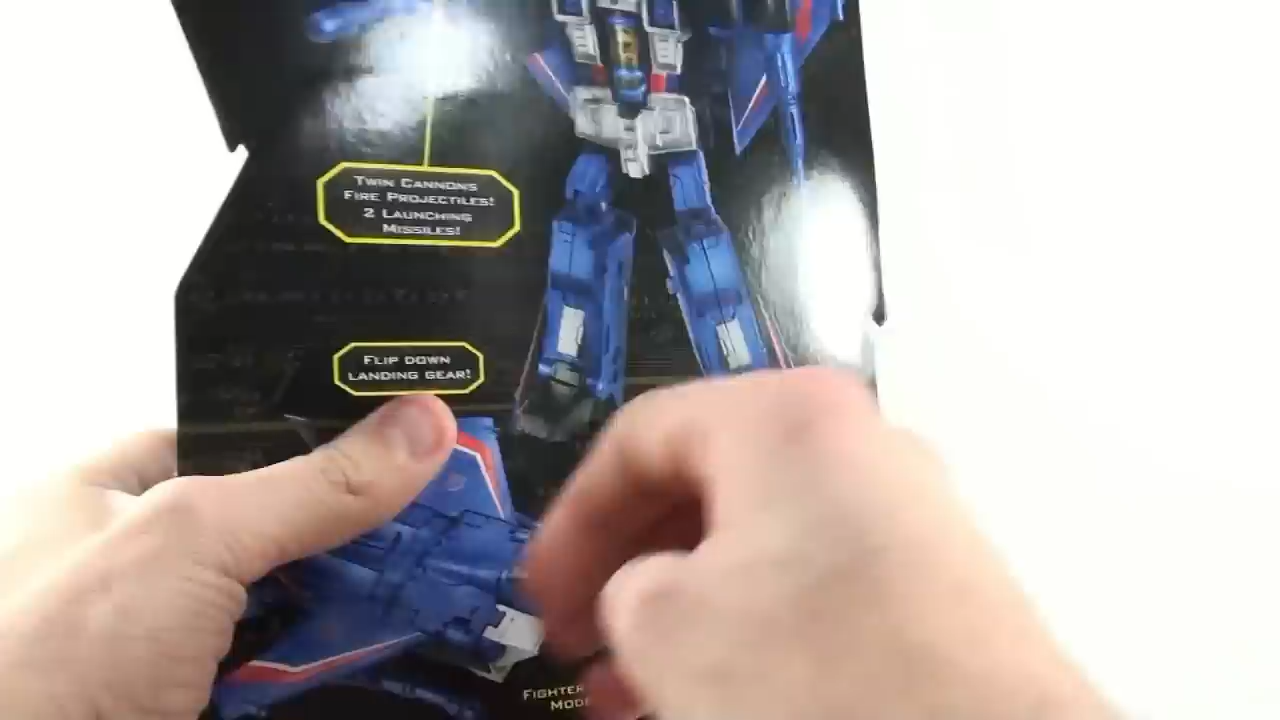 Twin Cannons
Fire Projectiles!
2 Launching
Missiles!
Flip down
landing gear!
Fighter
Mode